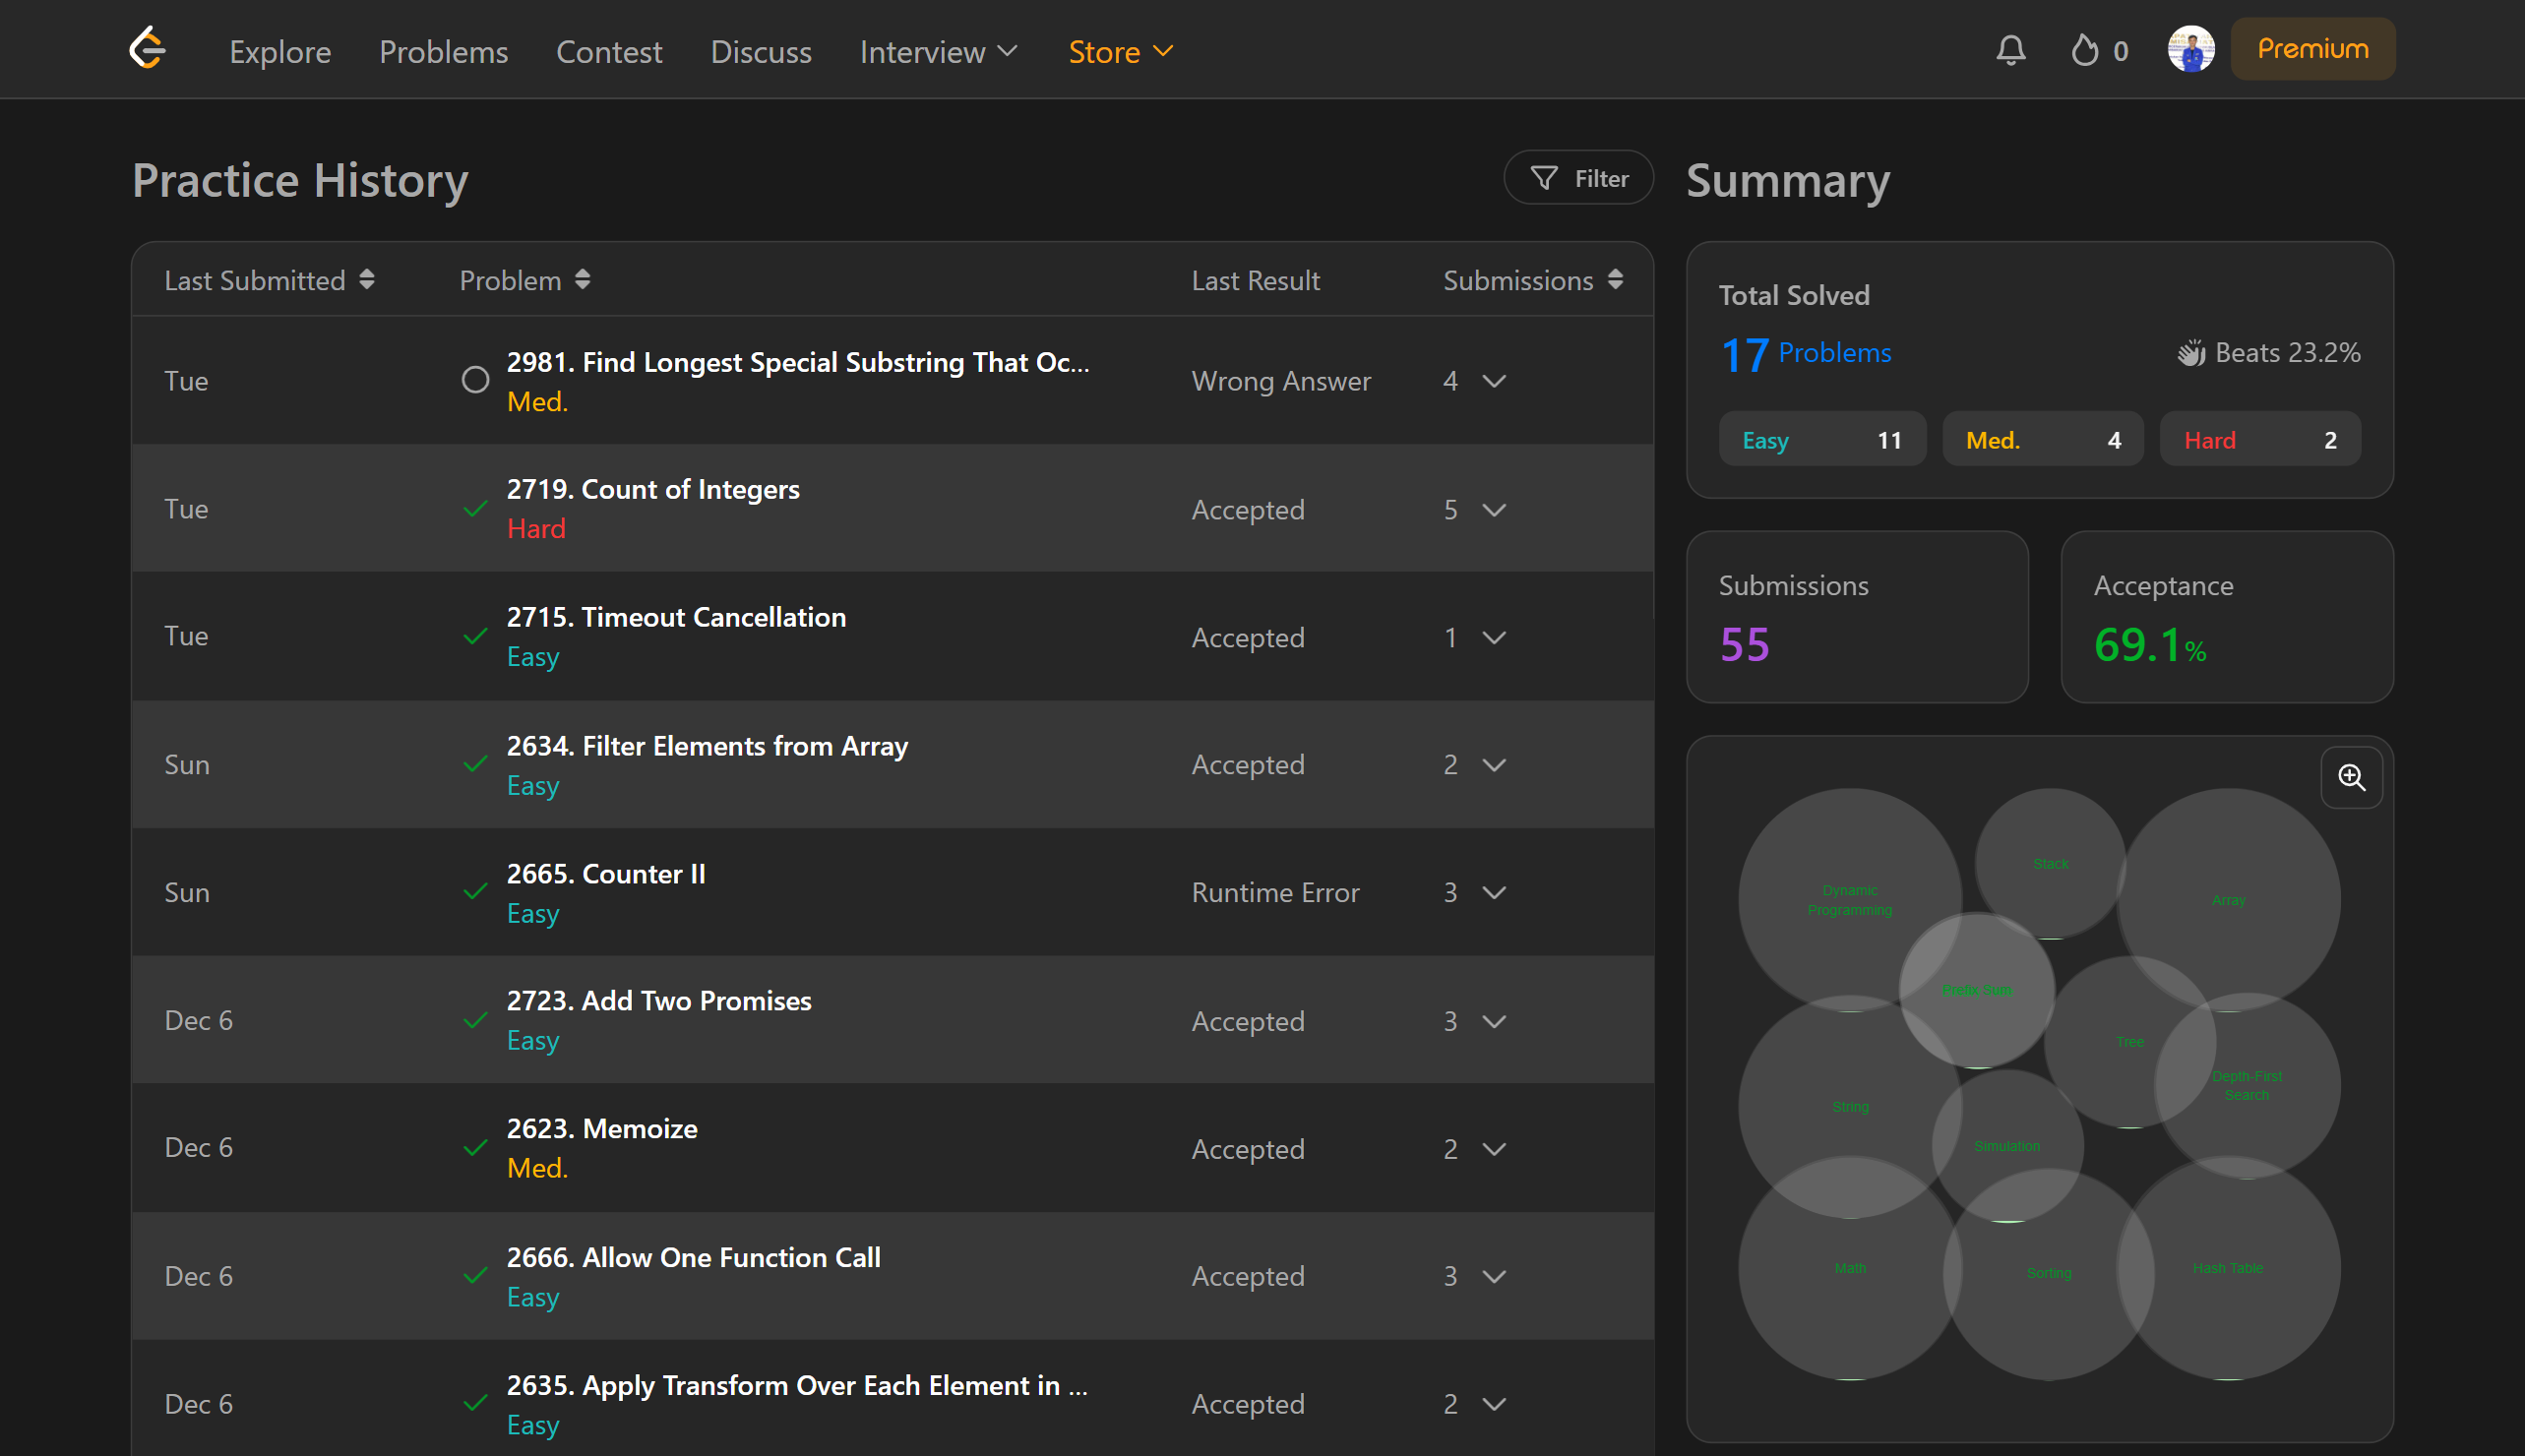 Explore Problems Contest Discuss Interview Store 0 Premium
Practice History Filter
Last Submitted Problem Last Result Submissions
Tue 2981. Find Longest Special Substring That Oc... Wrong Answer 4
Med.
Tue 2719. Count of Integers Accepted 5
Hard
Tue 2715. Timeout Cancellation Accepted 1
Easy
Sun 2634. Filter Elements from Array Accepted 2
Easy
Sun 2665. Counter II Runtime Error 3
Easy
Dec 6 2723. Add Two Promises Accepted 3
Easy
Dec 6 2623. Memoize Accepted 2
Med.
Dec 6 2666. Allow One Function Call Accepted 3
Easy
Dec 6 2635. Apply Transform Over Each Element in ... Accepted 2
Easy
Summary
Total Solved
17 Problems Beats 23.2%
Easy 11 Med. 4 Hard 2
Submissions
55
Acceptance
69.1%
Stack
Dynamic
Programming
Array
Tree
Depth-First
Search
String
Simulation
Math
Sorting
Hash Table